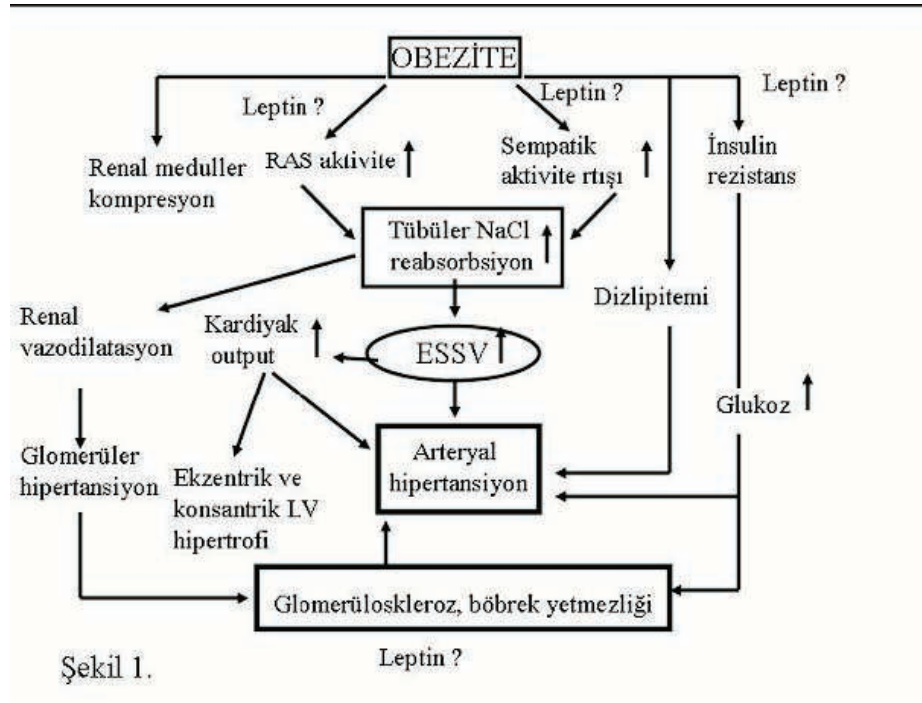 OBEZİTE
Leptin ?
Leptin ?
Leptin ?
Renal meduller
kompresyon
RAS aktivite
Sempatik
aktivite rtışı
İnsulin
rezistans
Tübüler NaCl
reabsorbsiyon
Dizlipitemi
Renal
vazodilatasyon
Kardiyak
output
ESSV
Glukoz
Glomerüler
hipertansiyon
Ekzentrik ve
konsantrik LV
hipertrofi
Arteryal
hipertansiyon
Glomerüloskleroz, böbrek yetmezliği
Leptin ?
Şekil 1.